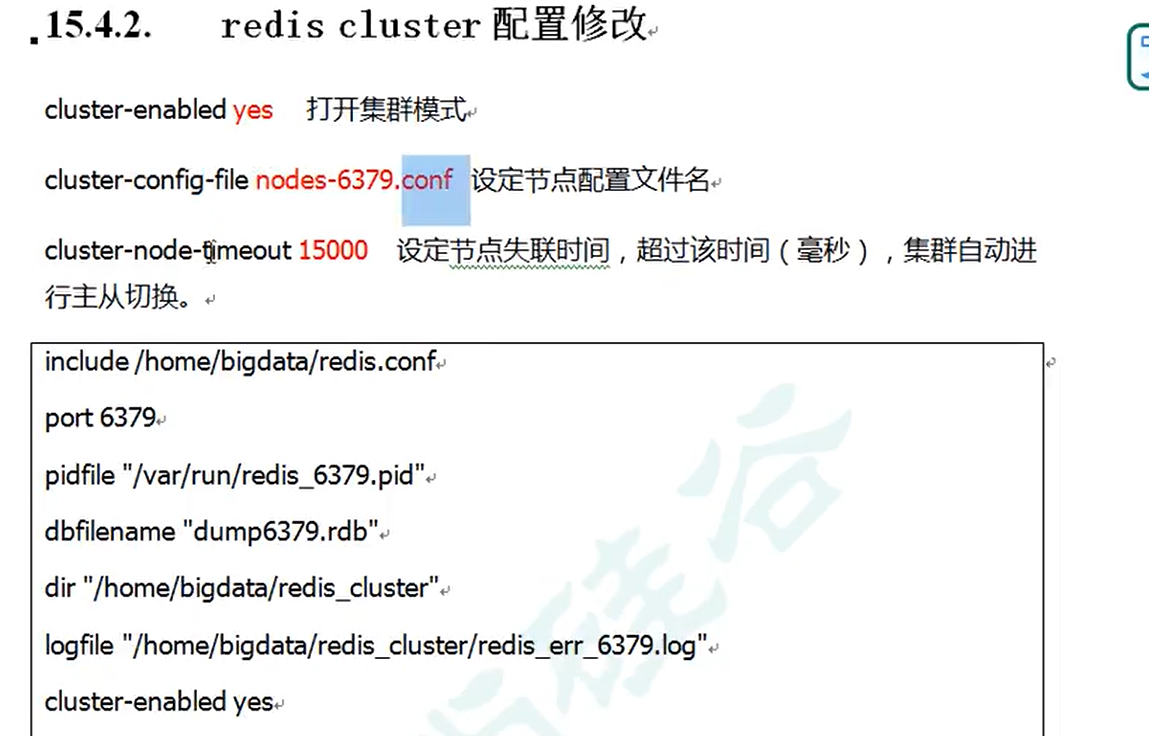 15.4.2. redis cluster 配置修改
cluster-enabled yes 打开集群模式
cluster-config-file nodes-6379.conf 设定节点配置文件名
cluster-node-timeout 15000 设定节点失联时间，超过该时间（毫秒），集群自动进
行主从切换。
include /home/bigdata/redis.conf
port 6379
pidfile "/var/run/redis_6379.pid"
dbfilename "dump6379.rdb"
dir "/home/bigdata/redis_cluster"
logfile "/home/bigdata/redis_cluster/redis_err_6379.log"
cluster-enabled yes
尚硅谷